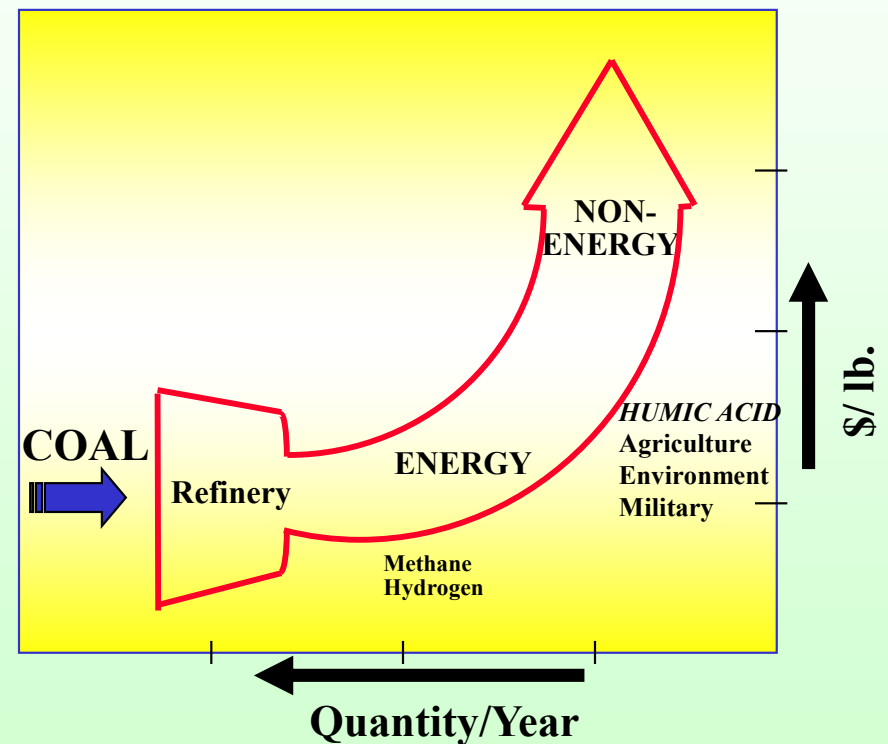 NON-
ENERGY
$/ lb.
HUMIC ACID
Agriculture
Environment
Military
COAL
Refinery
ENERGY
Methane
Hydrogen
Quantity/Year